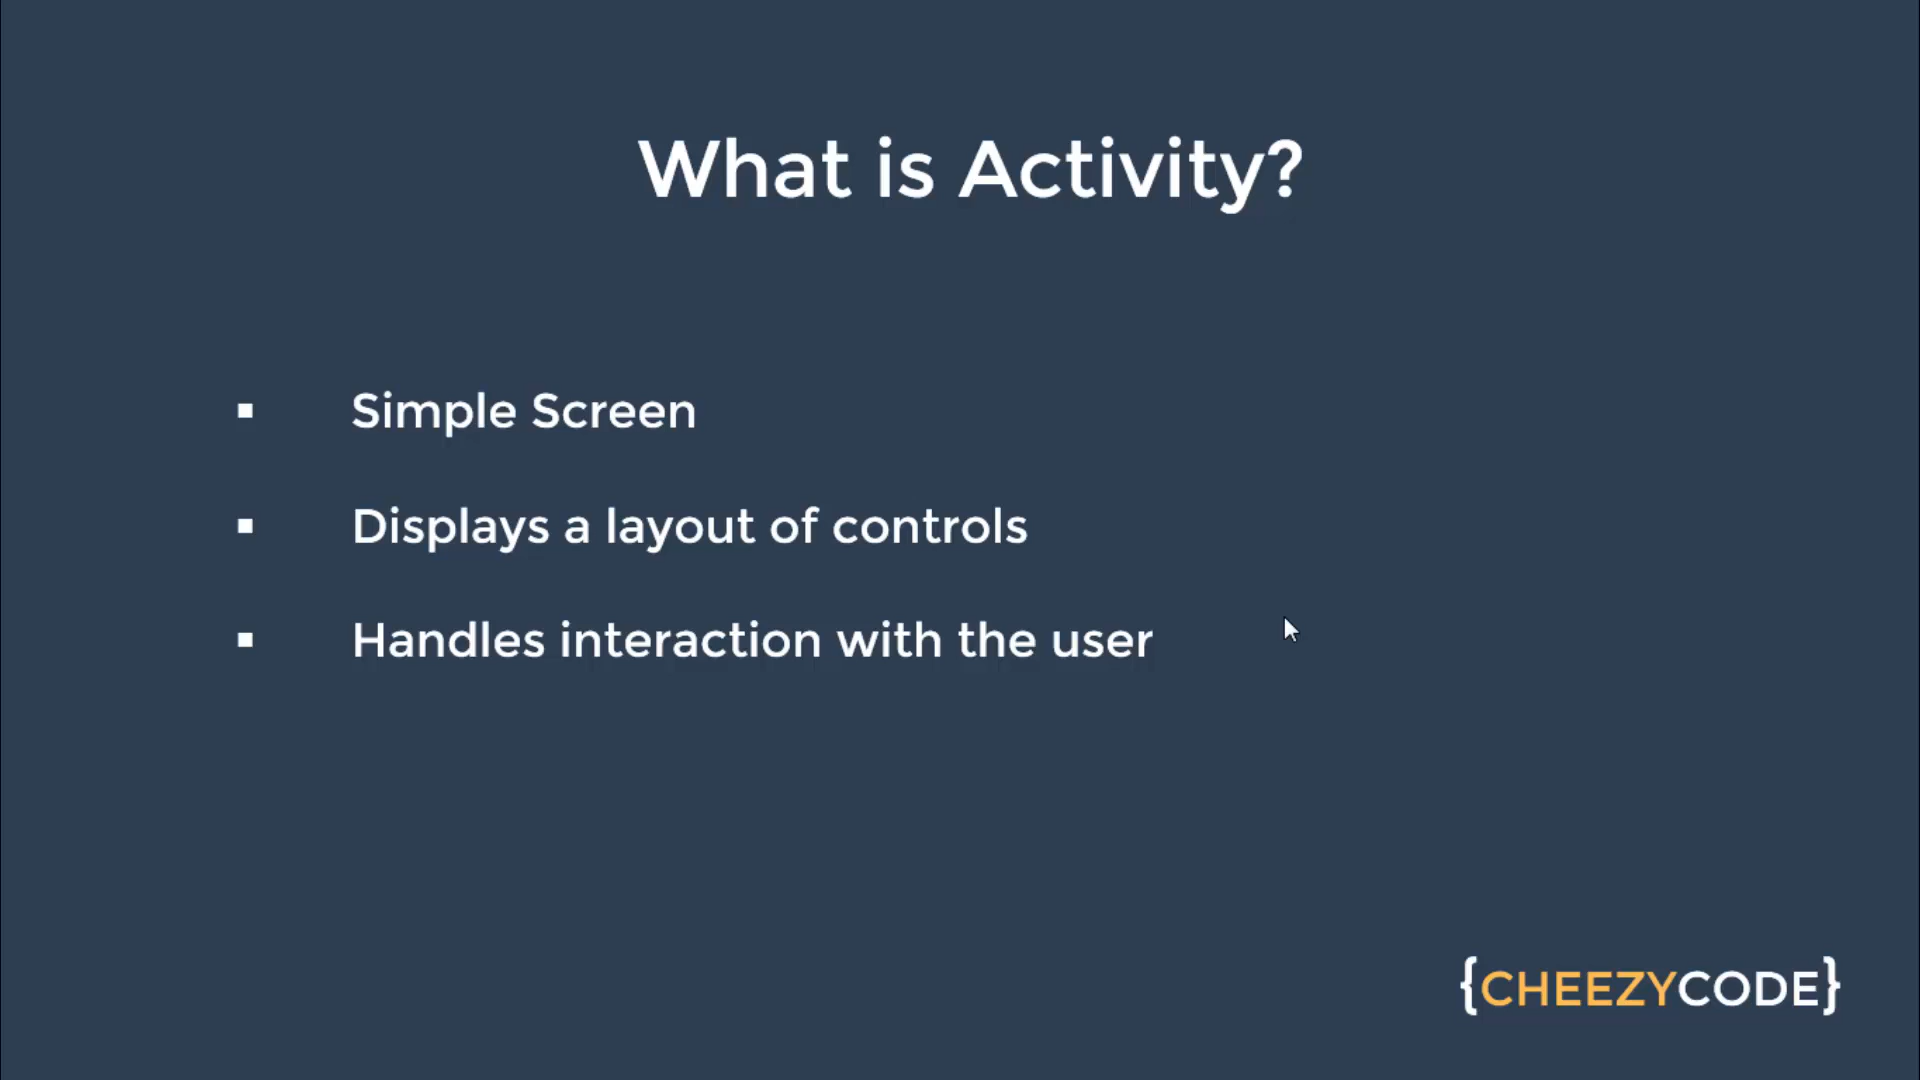 What is Activity?
Simple Screen
Displays a layout of controls
Handles interaction with the user
{CHEEZYCODE}